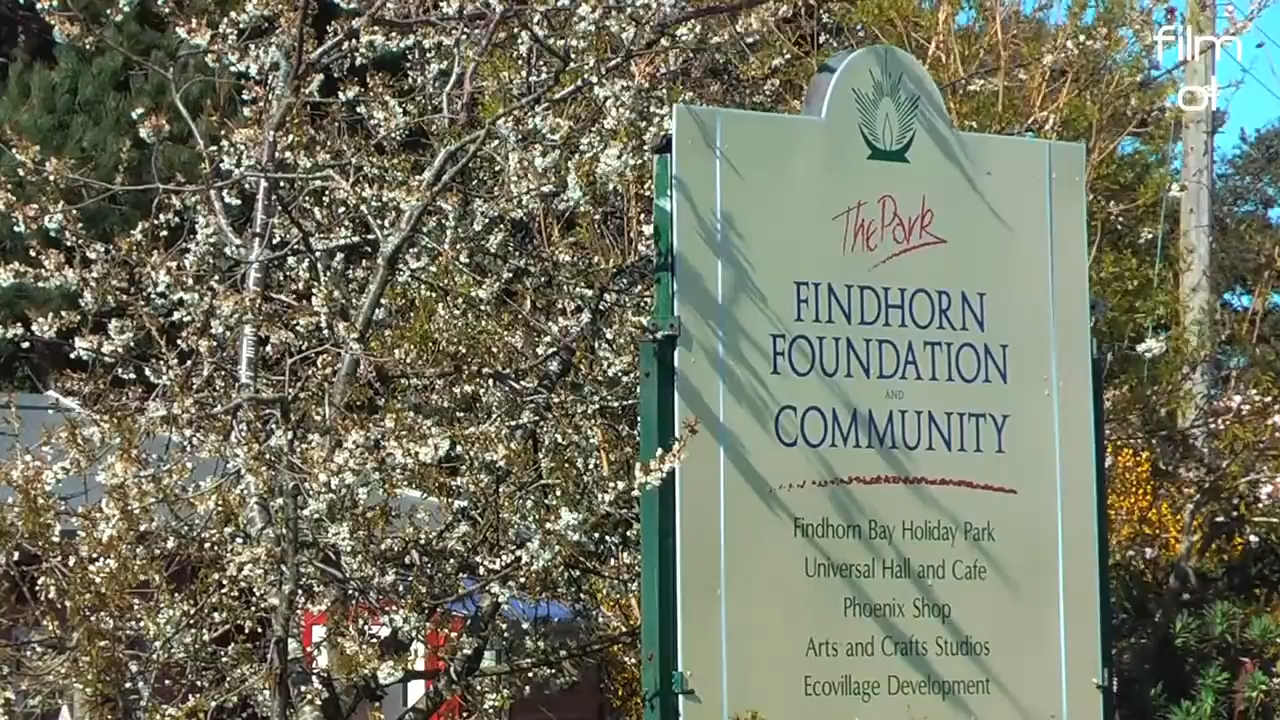 film
of
The Park
FINDHORN
FOUNDATION
AND
COMMUNITY
Findhorn Bay Holiday Park
Universal Hall and Cafe
Phoenix Shop
Arts and Crafts Studios
Ecovillage Development